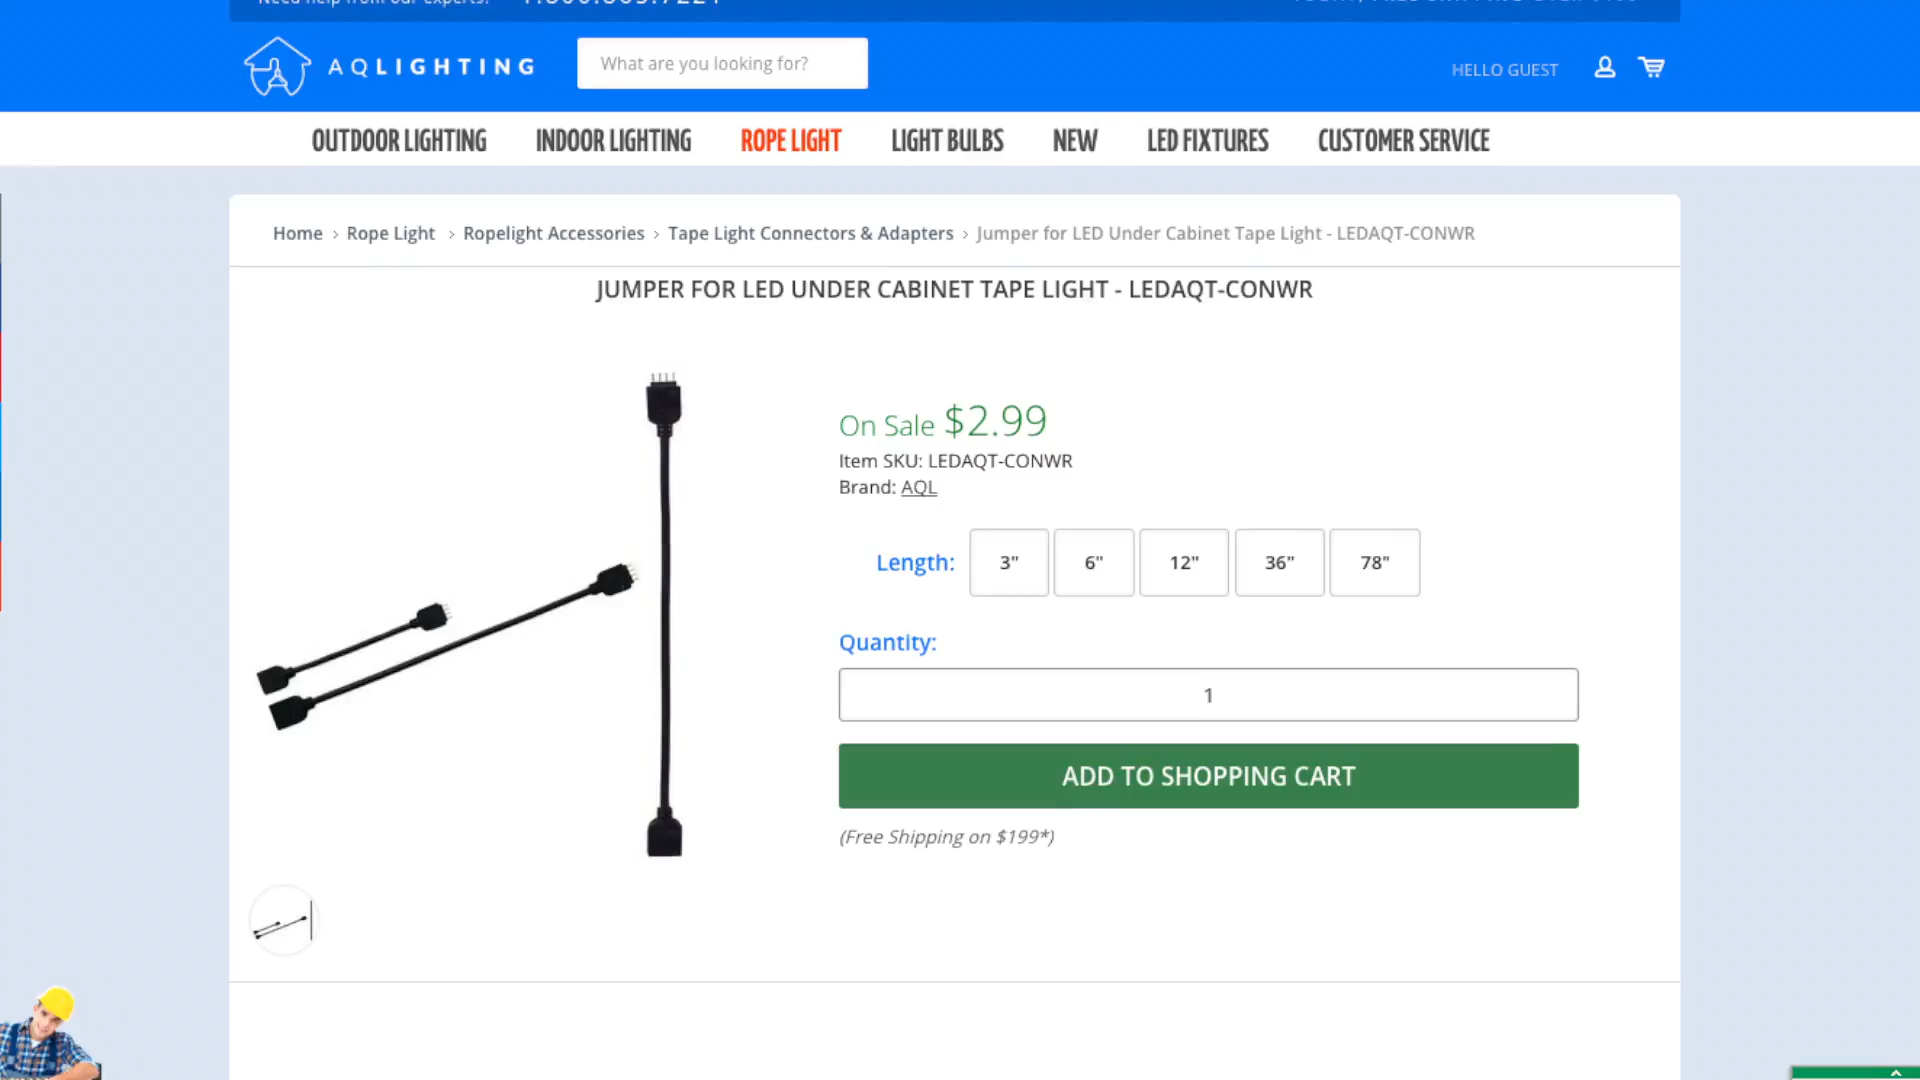 AQLIGHTING
What are you looking for?
HELLO GUEST
OUTDOOR LIGHTING INDOOR LIGHTING ROPE LIGHT LIGHT BULBS NEW LED FIXTURES CUSTOMER SERVICE
Home > Rope Light > Ropelight Accessories > Tape Light Connectors & Adapters > Jumper for LED Under Cabinet Tape Light - LEDAQT-CONWR
JUMPER FOR LED UNDER CABINET TAPE LIGHT - LEDAQT-CONWR
On Sale $2.99
Item SKU: LEDAQT-CONWR
Brand: AQL
Length: 3" 6" 12" 36" 78"
Quantity:
1
ADD TO SHOPPING CART
(Free Shipping on $199*)